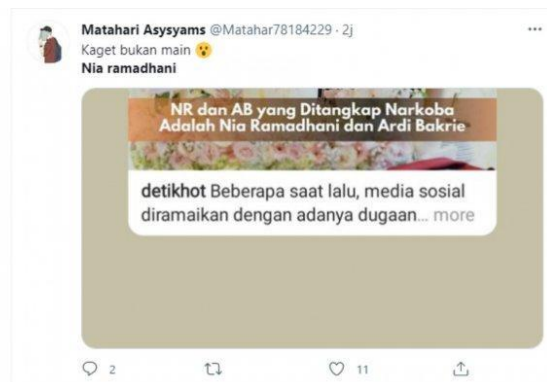 Matahari Asysyams @Matahar78184229 · 2j
Kaget bukan main 😮
Nia ramadhani
NR dan AB yang Ditangkap Narkoba
Adalah Nia Ramadhani dan Ardi Bakrie
detikhot Beberapa saat lalu, media sosial
diramaikan dengan adanya dugaan... more
2
11